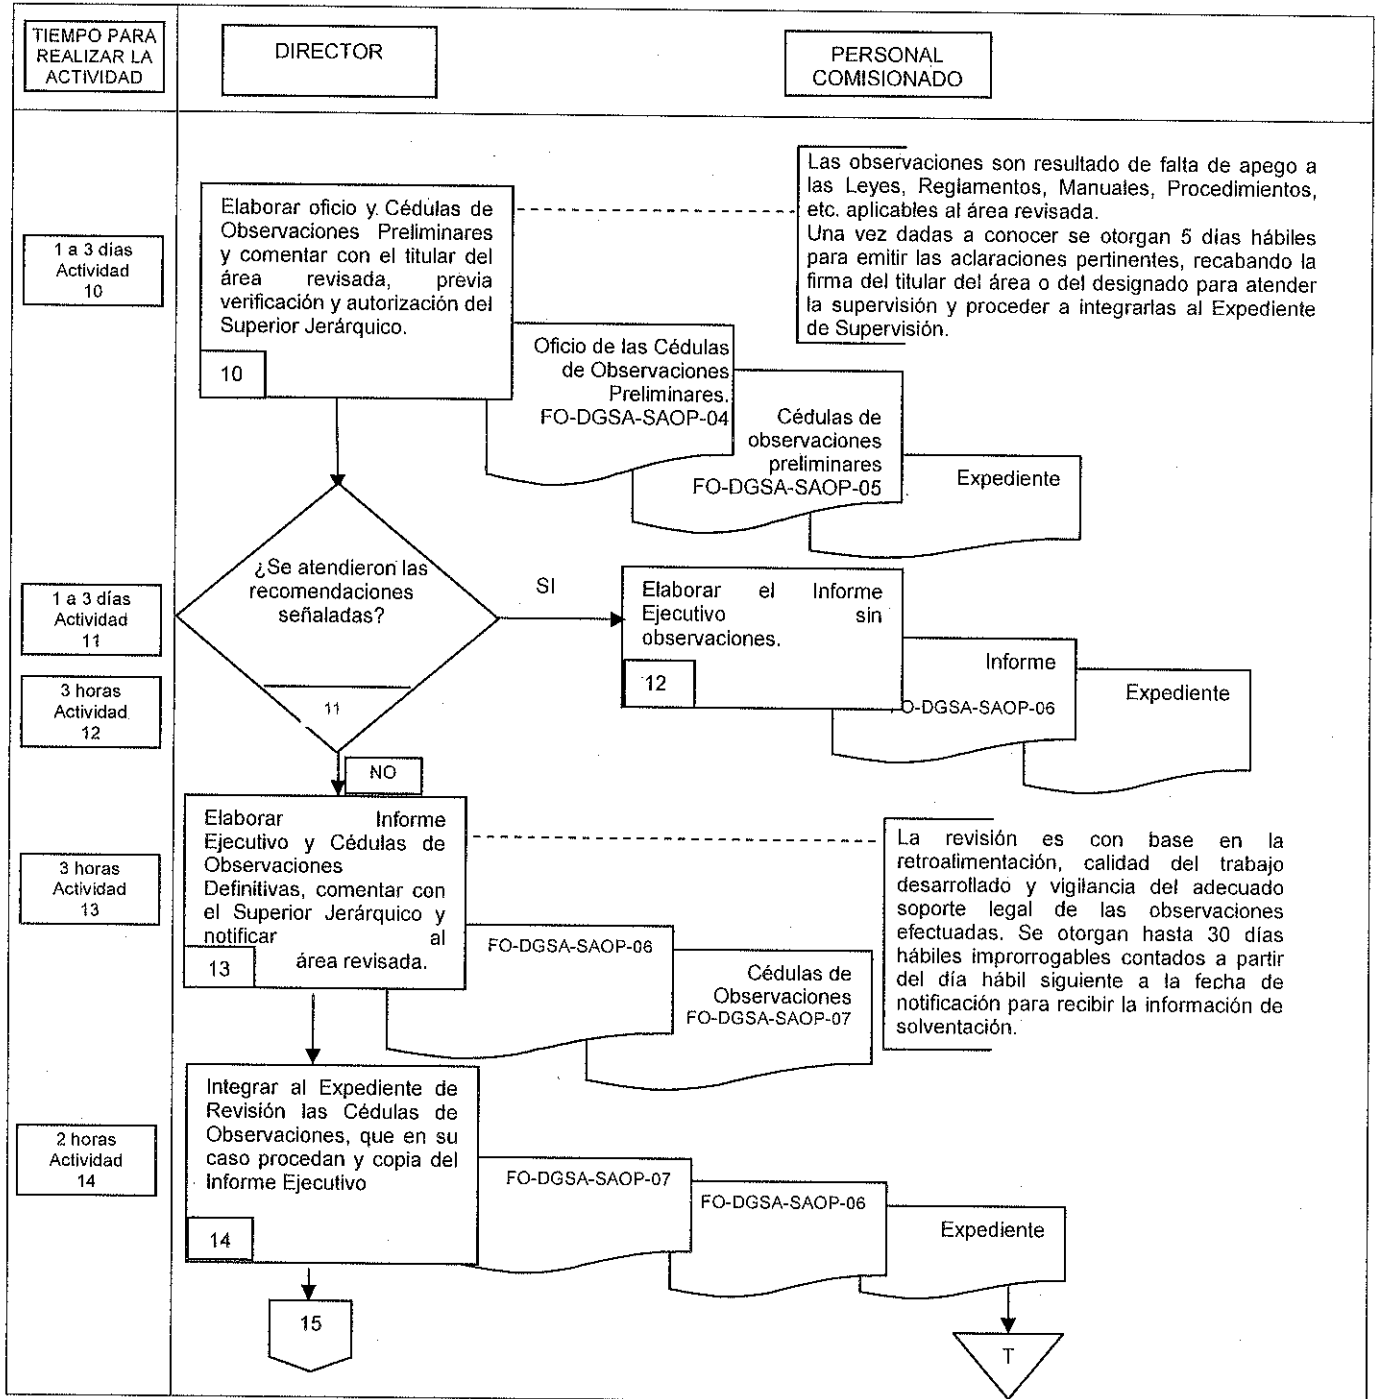 TIEMPO PARA
REALIZAR LA
ACTIVIDAD
DIRECTOR
PERSONAL
COMISIONADO
1 a 3 dias
Actividad
10
Elaborar oficio y Cédulas de
Observaciones Preliminares
y comentar con el titular del
área revisada, previa
verificación y autorización del
Superior Jerárquico.
10
Las observaciones son resultado de falta de apego a
las Leyes, Reglamentos, Manuales, Procedimientos,
etc. aplicables al área revisada.
Una vez dadas a conocer se otorgan 5 días hábiles
para emitir las aclaraciones pertinentes, recabando la
firma del titular del área o del designado para atender
la supervisión y proceder a integrarlas al Expediente
de Supervisión.
Oficio de las Cédulas
de Observaciones
Preliminares.
FO-DGSA-SAOP-04
Cédulas de
observaciones
preliminares
FO-DGSA-SAOP-05
Expediente
1 a 3 días
Actividad
11
¿Se atendieron las
recomendaciones
señaladas?
11
SI
Elaborar el Informe
Ejecutivo sin
observaciones.
12
Informe
FO-DGSA-SAOP-06
Expediente
3 horas
Actividad
12
NO
3 horas
Actividad
13
Elaborar Informe
Ejecutivo y Cédulas de
Observaciones
Definitivas, comentar con
el Superior Jerárquico y
notificar al
área revisada.
13
FO-DGSA-SAOP-06
Cédulas de
Observaciones
FO-DGSA-SAOP-07
La revisión es con base en la
retroalimentación, calidad del trabajo
desarrollado y vigilancia del adecuado
soporte legal de las observaciones
efectuadas. Se otorgan hasta 30 días
hábiles improrrogables contados a partir
del día hábil siguiente a la fecha de
notificación para recibir la información de
solventación.
2 horas
Actividad
14
Integrar al Expediente de
Revisión las Cédulas de
Observaciones, que en su
caso procedan y copia del
Informe Ejecutivo
14
FO-DGSA-SAOP-07
FO-DGSA-SAOP-06
Expediente
15
T